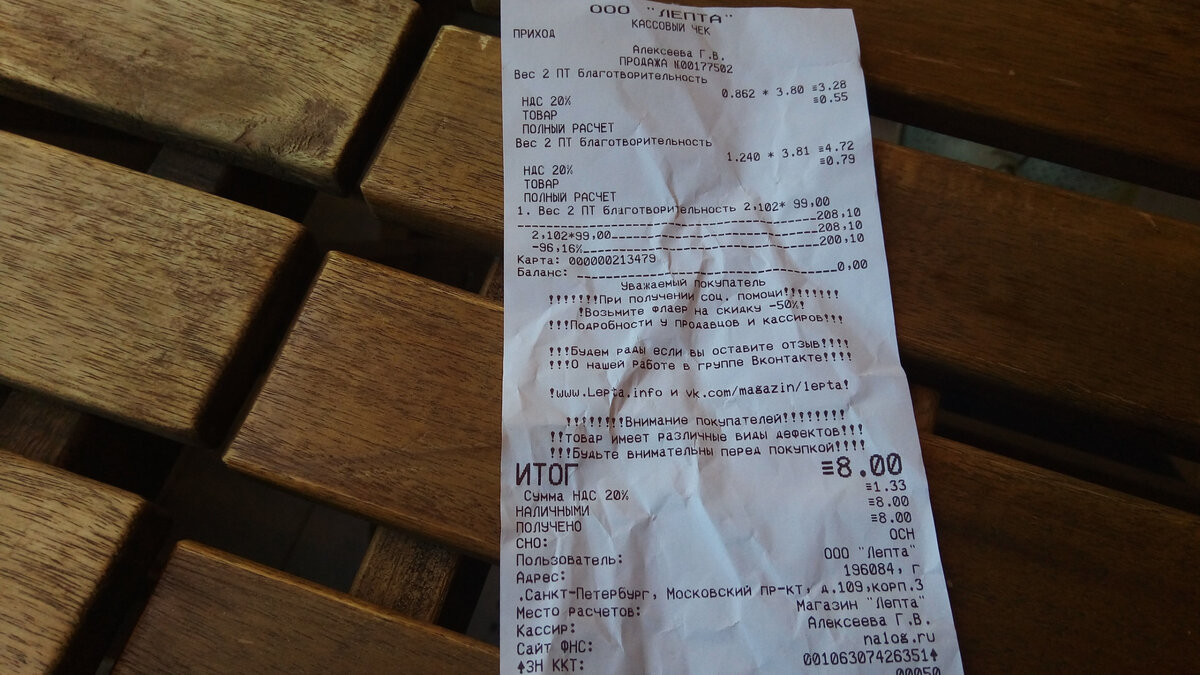 ООО "ЛЕПТА"
КАССОВЫЙ ЧЕК
ПРИХОД
Алексеева Г.В.
ПРОДАЖА №00177502
Вес 2 ПТ благотворительность
0.862 * 3.80 ≡3.28
НДС 20% ≡0.55
ТОВАР
ПОЛНЫЙ РАСЧЕТ
Вес 2 ПТ благотворительность
1.240 * 3.81 ≡4.72
НДС 20% ≡0.79
ТОВАР
ПОЛНЫЙ РАСЧЕТ
1. Вес 2 ПТ благотворительность 2,102* 99,00
208,10
2,102*99,00 208,10
-96,16% 200,10
Карта: 000000213479
Баланс: 0,00
Уважаемый покупатель
!!!!!!!При получении соц. помощи!!!!!!!!
!Возьмите флаер на скидку -50%!
!!!Подробности у продавцов и кассиров!!!
!!!Будем рады если вы оставите отзыв!!!!
!!!О нашей работе в группе Вконтакте!!!!
!www.Lepta.info и vk.com/magazin/lepta!
!!!!!!!!Внимание покупателей!!!!!!!!
!!товар имеет различные виды дефектов!!!
!!!Будьте внимательны перед покупкой!!!!
ИТОГ ≡8.00
Сумма НДС 20% ≡1.33
НАЛИЧНЫМИ ≡8.00
ПОЛУЧЕНО ≡8.00
СНО: ОСН
Пользователь: ООО "Лепта"
Адрес: 196084, г
.Санкт-Петербург, Московский пр-кт, д.109,корп.3
Место расчетов: Магазин "Лепта"
Кассир: Алексеева Г.В.
Сайт ФНС: nalog.ru
↑ЗН ККТ: 00106307426351↑
00050